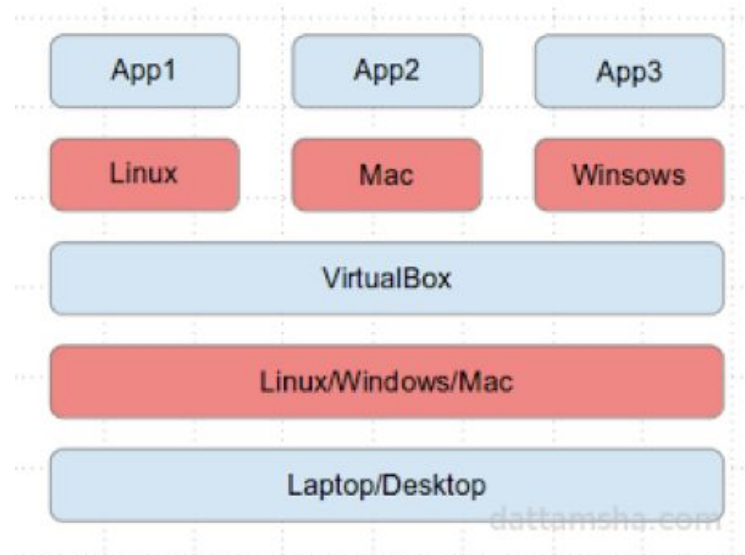 App1
App2
App3
Linux
Mac
Winsows
VirtualBox
Linux/Windows/Mac
Laptop/Desktop
dattamsha.com